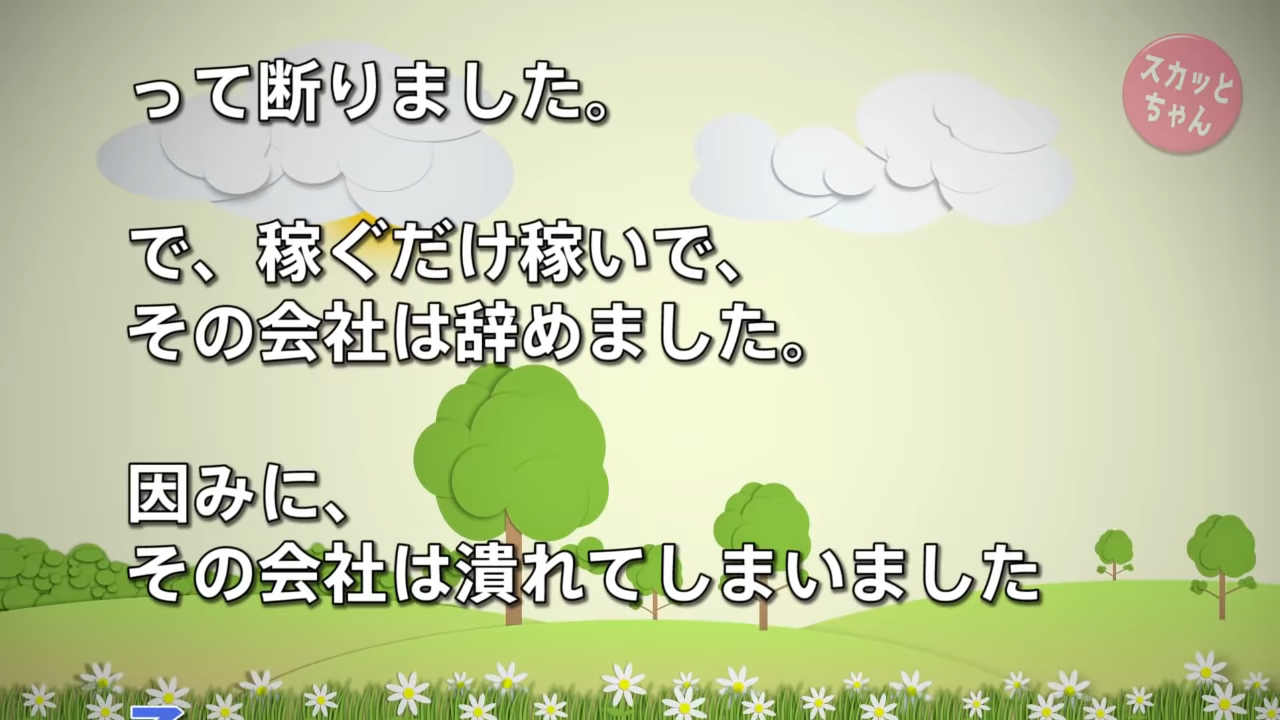 って断りました。
で、稼ぐだけ稼いで、
その会社は辞めました。
因みに、
その会社は潰れてしまいました
スカッと
ちゃん